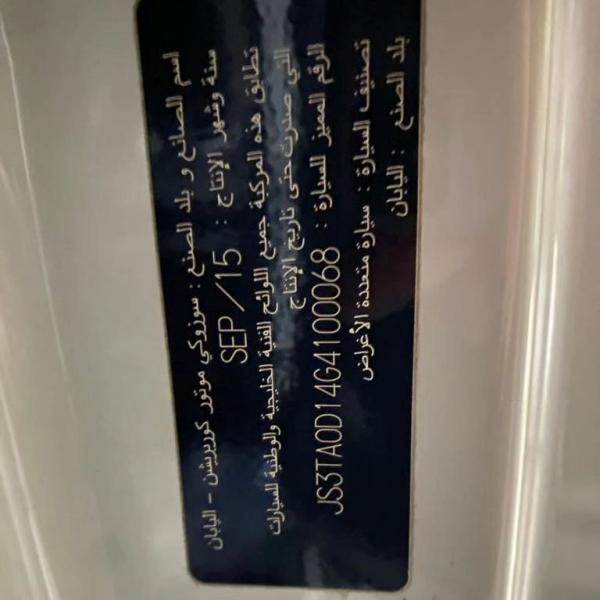 اسم الصانع و بلد الصنع : سوزوكي موتور كوربريشن - اليابان
سنة وشهر الإنتاج : SEP/15
تطابق هذه المركبة جميع اللوائح الفنية الخليجية والوطنية للسيارات
التي صدرت حتى تاريخ الإنتاج
الرقم المميز للسيارة : JS3TA0D14G4100068
تصنيف السيارة : سيارة متعددة الأغراض
بلد الصنع : اليابان